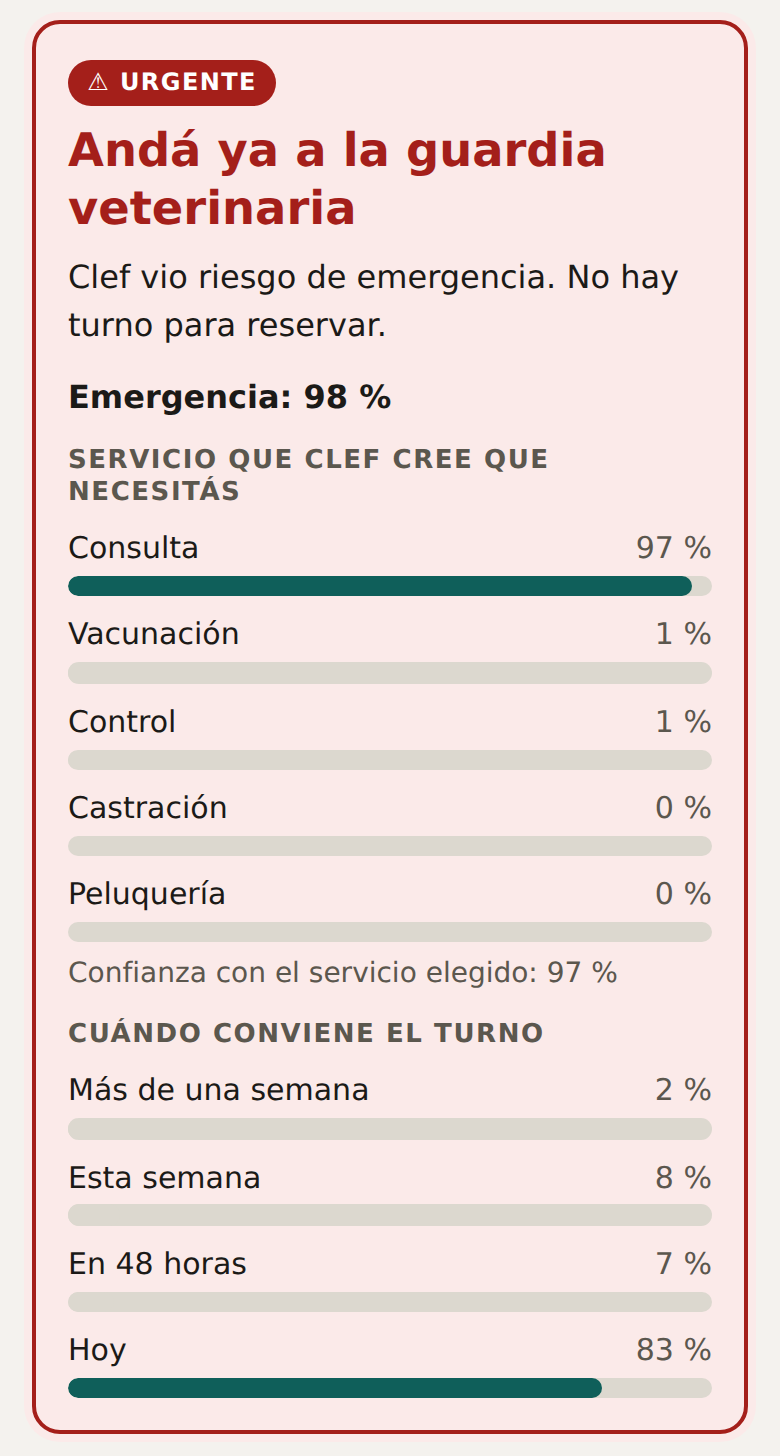 ⚠ URGENTE
Andá ya a la guardia
veterinaria
Clef vio riesgo de emergencia. No hay
turno para reservar.
Emergencia: 98 %
SERVICIO QUE CLEF CREE QUE
NECESITÁS
Consulta 97 %
Vacunación 1 %
Control 1 %
Castración 0 %
Peluquería 0 %
Confianza con el servicio elegido: 97 %
CUÁNDO CONVIENE EL TURNO
Más de una semana 2 %
Esta semana 8 %
En 48 horas 7 %
Hoy 83 %